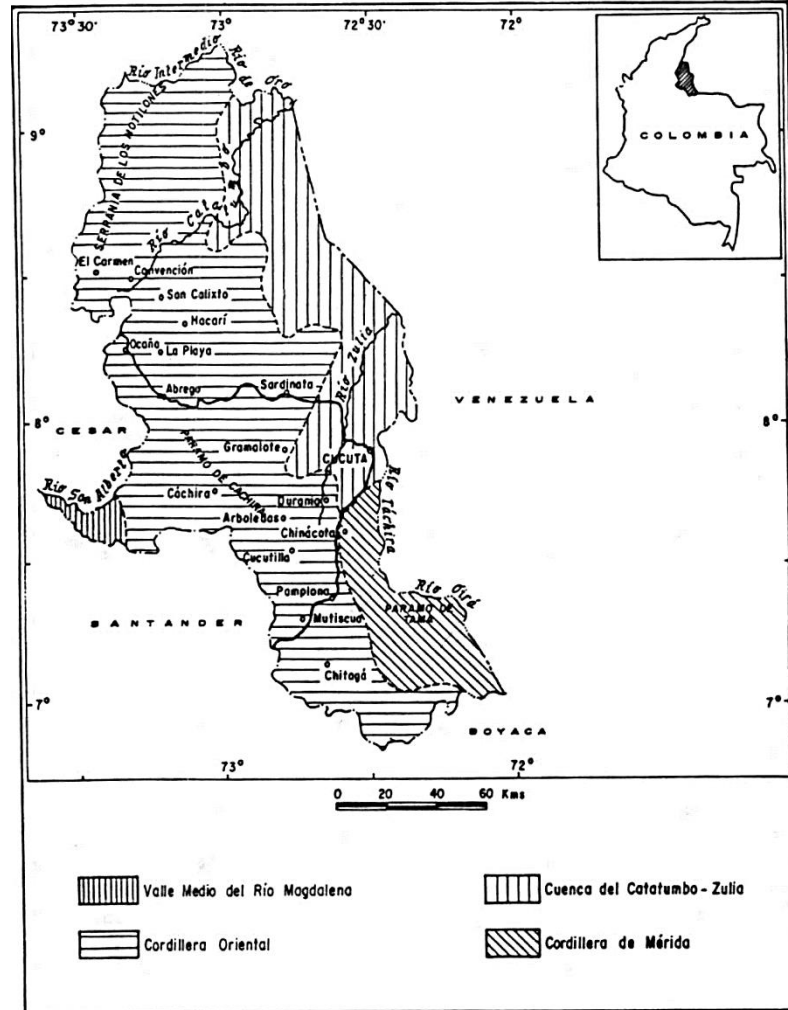 73° 30' 73° 72° 30' 72°
Río Intermedio
Río de Oro
9°
COLOMBIA
SERRANIA DE LOS MOTILONES
Río Catatumbo
El Carmen
Convención
San Calixto
Hacarí
Ocaña
La Playa
Río Zulia
Abrego
Sardinata
VENEZUELA
8° 8°
CESAR
Gramalote
CUCUTA
PARAMO DE CACHIRA
Río San Alberto
Cáchira
Durania
Río Táchira
Arboledas
Chinácota
Cucutilla
Pamplona
Río Oirá
SANTANDER
Mutiscua
PARAMO DE
TAMA
Chitagá
7° 7°
BOYACA
73° 72°
0 20 40 60 Kms
Valle Medio del Río Magdalena
Cuenca del Catatumbo-Zulia
Cordillera Oriental
Cordillera de Mérida